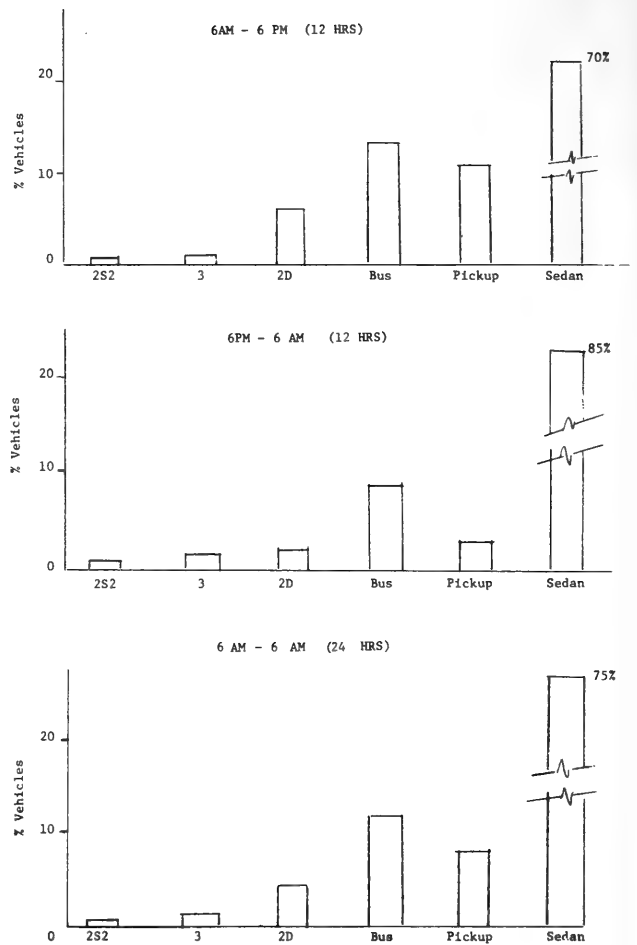 6AM - 6 PM (12 HRS)
70%
20
% Vehicles
10
0
2S2 3 2D Bus Pickup Sedan
6PM - 6 AM (12 HRS)
85%
20
% Vehicles
10
0
2S2 3 2D Bus Pickup Sedan
6 AM - 6 AM (24 HRS)
75%
20
% Vehicles
10
0
2S2 3 2D Bus Pickup Sedan